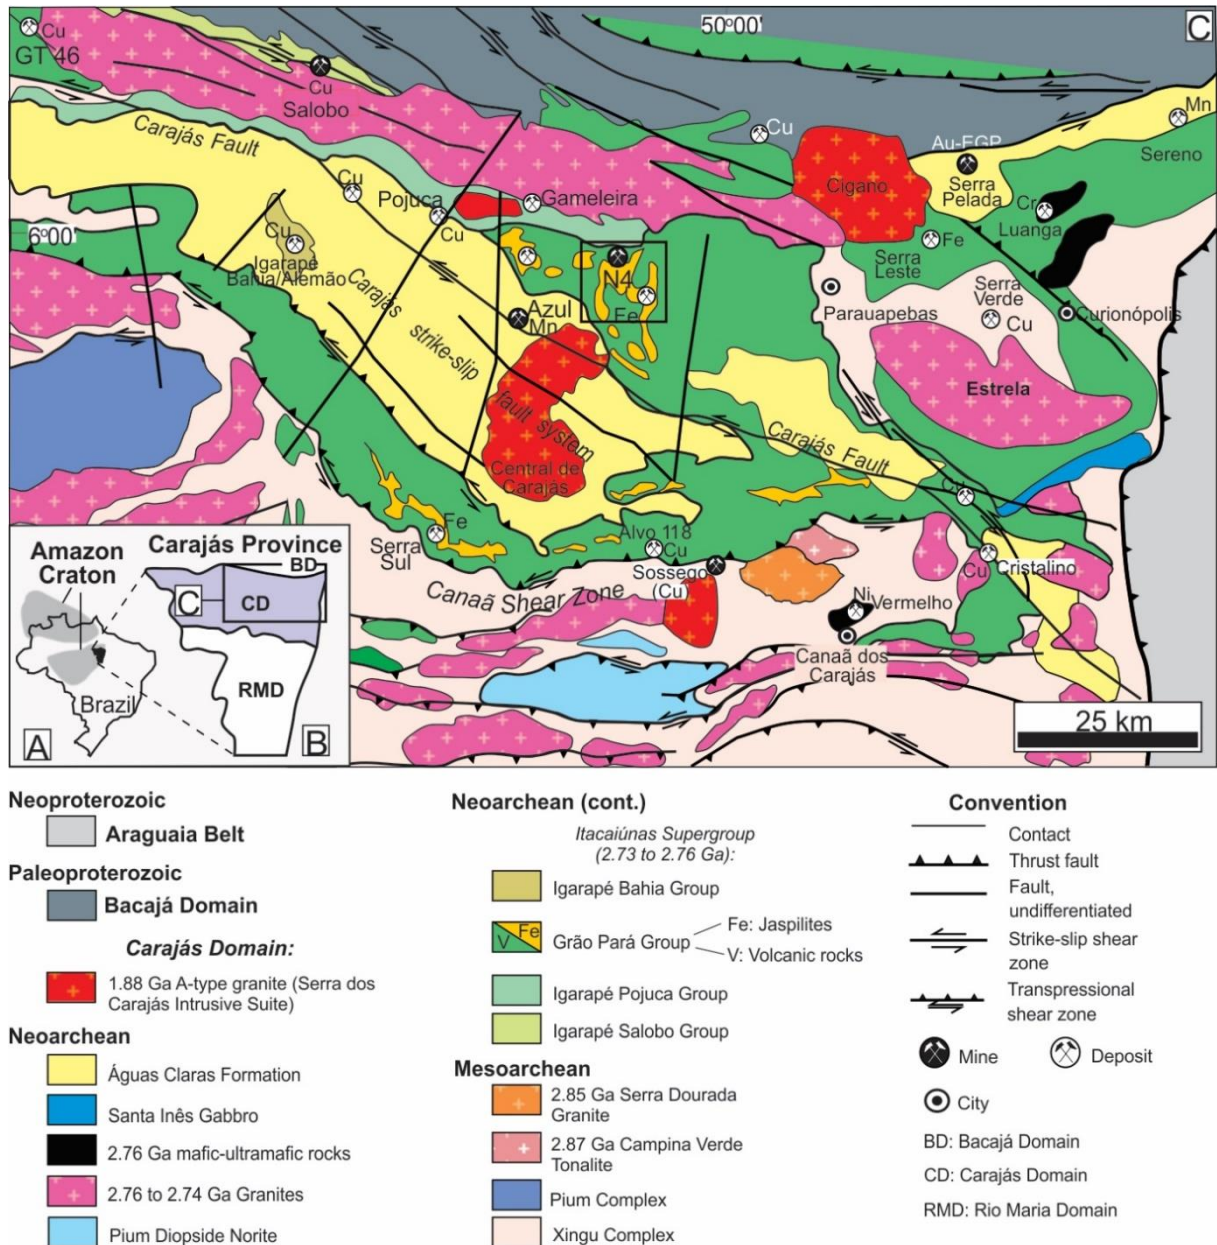 50°00'
C
Cu
GT 46
Cu
Salobo
Carajás Fault
Cu
Mn
Sereno
Au-EGP
Serra
Pelada
Cigano
Cr
Luanga
Cu
Pojuca
Cu
Gameleira
Fe
Serra
Leste
6°00'
Cu
Igarapé
Bahia/Alemão
Carajás strike-slip fault system
N4
Fe
Azul
Mn
Parauapebas
Serra
Verde
Cu
Curionópolis
Estrela
Central de
Carajás
Carajás Fault
Cu
Fe
Serra
Sul
Alvo 118
Cu
Sossego
(Cu)
Cu
Cristalino
Canaã Shear Zone
Ni
Vermelho
Canaã dos
Carajás
25 km
Amazon
Craton
Brazil
A
Carajás Province
BD
C
CD
RMD
B
Neoproterozoic
Araguaia Belt
Paleoproterozoic
Bacajá Domain
Carajás Domain:
1.88 Ga A-type granite (Serra dos
Carajás Intrusive Suite)
Neoarchean
Águas Claras Formation
Santa Inês Gabbro
2.76 Ga mafic-ultramafic rocks
2.76 to 2.74 Ga Granites
Pium Diopside Norite
Neoarchean (cont.)
Itacaiúnas Supergroup
(2.73 to 2.76 Ga):
Igarapé Bahia Group
V
Fe
Grão Pará Group
Fe: Jaspilites
V: Volcanic rocks
Igarapé Pojuca Group
Igarapé Salobo Group
Mesoarchean
2.85 Ga Serra Dourada
Granite
2.87 Ga Campina Verde
Tonalite
Pium Complex
Xingu Complex
Convention
Contact
Thrust fault
Fault,
undifferentiated
Strike-slip shear
zone
Transpressional
shear zone
Mine
Deposit
City
BD: Bacajá Domain
CD: Carajás Domain
RMD: Rio Maria Domain